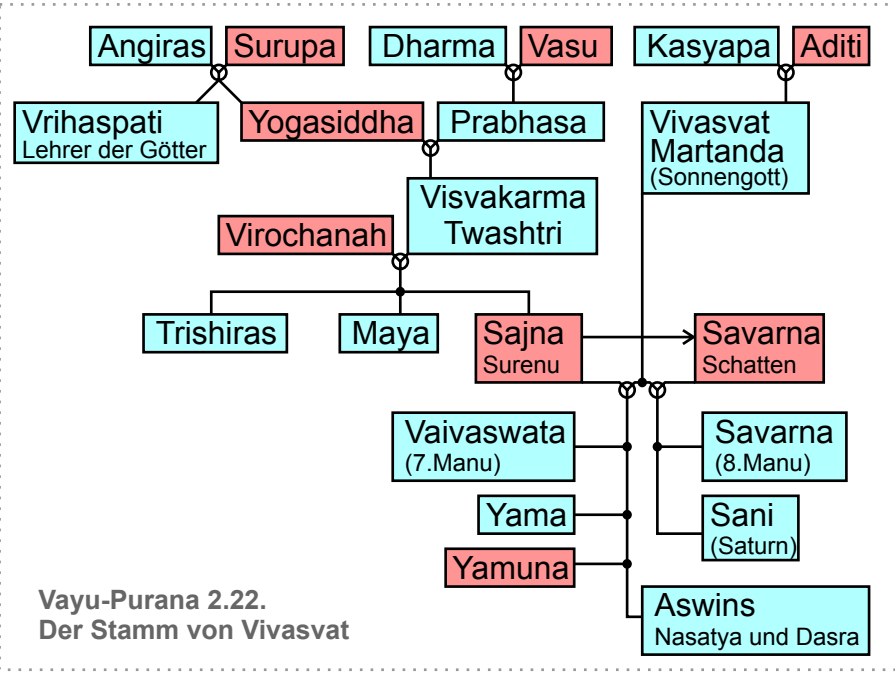 Angiras Surupa Dharma Vasu Kasyapa Aditi
Vrihaspati
Lehrer der Götter
Yogasiddha
Prabhasa
Vivasvat
Martanda
(Sonnengott)
Visvakarma
Twashtri
Virochanah
Trishiras
Maya
Sajna
Surenu
Savarna
Schatten
Vaivaswata
(7.Manu)
Savarna
(8.Manu)
Yama
Sani
(Saturn)
Yamuna
Aswins
Nasatya und Dasra
Vayu-Purana 2.22.
Der Stamm von Vivasvat